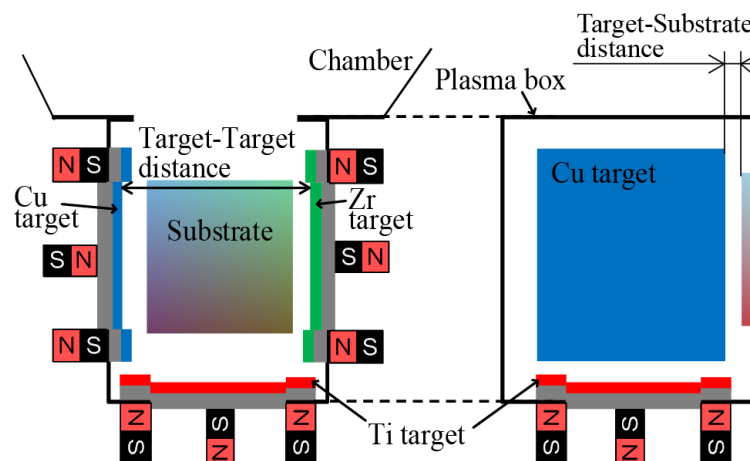 Target-Substrate
distance
Chamber
Plasma box
Target-Target
distance
N S
N S
Cu
target
Zr
target
Cu target
Substrate
S N
S N
N S
N S
Ti target
N
S
S
N
N
S
N
S
S
N
N
S